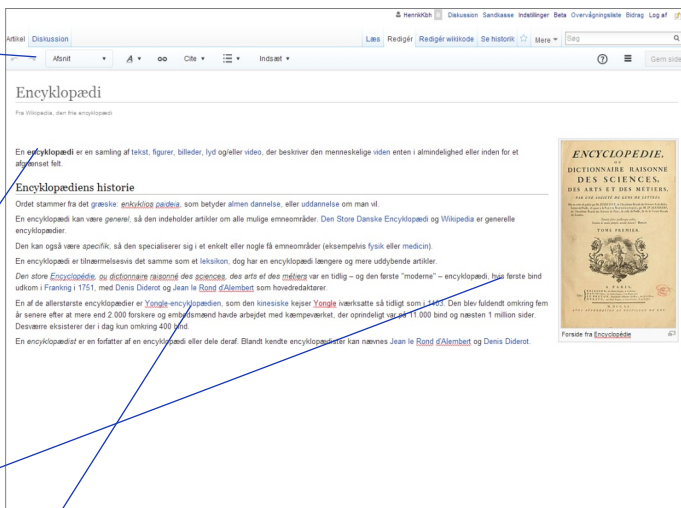 HenrikKbh Diskussion Sandkasse Indstillinger Beta Overvågningsliste Bidrag Log af
Artikel Diskussion Læs Redigér Redigér wikikode Se historik Mere Søg
Afsnit A Cite Indsæt Gem side
Encyklopædi
Fra Wikipedia, den frie encyklopædi
En encyklopædi er en samling af tekst, figurer, billeder, lyd og/eller video, der beskriver den menneskelige viden enten i almindelighed eller inden for et
afgrænset felt.
Encyklopædiens historie
Ordet stammer fra det græske: enkyklios paideia, som betyder almen dannelse, eller uddannelse om man vil.
En encyklopædi kan være generel, så den indeholder artikler om alle mulige emneområder. Den Store Danske Encyklopædi og Wikipedia er generelle
encyklopædier.
Den kan også være specifik, så den specialiserer sig i et enkelt eller nogle få emneområder (eksempelvis fysik eller medicin).
En encyklopædi er tilnærmelsesvis det samme som et leksikon, dog har en encyklopædi længere og mere uddybende artikler.
Den store Encyclopédie, ou dictionnaire raisonné des sciences, des arts et des métiers var en tidlig – og den første "moderne" – encyklopædi, hvis første bind
udkom i Frankrig i 1751, med Denis Diderot og Jean le Rond d'Alembert som hovedredaktører.
En af de allerstarste encyklopædier er Yongle-encyklopædien, som den kinesiske kejser Yongle iværksatte så tidligt som i 1403. Den blev fuldendt omkring fem
år senere efter at mere end 2.000 forskere og embedsmænd havde arbejdet med kæmpeværket, der oprindeligt var på 11.000 bind og næsten 1 million sider.
Desværre eksisterer der i dag kun omkring 400 bind.
En encyklopædist er en forfatter af en encyklopædi eller dele deraf. Blandt kendte encyklopædister kan nævnes Jean le Rond d'Alembert og Denis Diderot.
ENCYCLOPEDIE,
OU
DICTIONNAIRE RAISONNE
DES SCIENCES,
DES ARTS ET DES MÉTIERS,
PAR UNE SOCIETÉ DE GENS DE LETTRES.
TOME PREMIER.
A PARIS,
Forside fra Encyclopédie